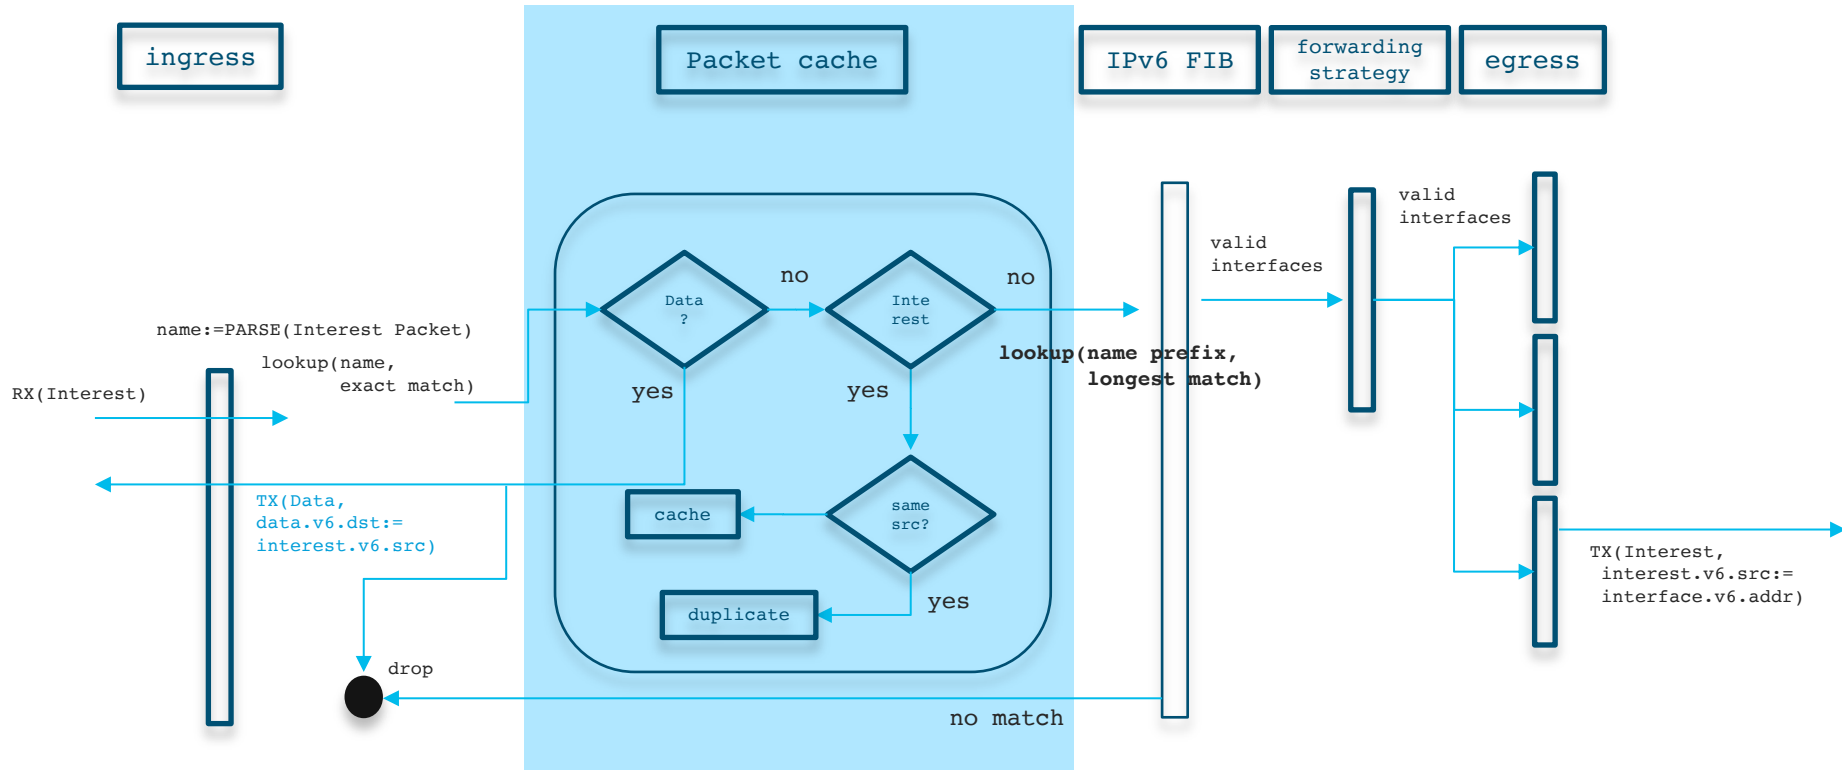 ingress
Packet cache
IPv6 FIB
forwarding
strategy
egress
valid
interfaces
valid
interfaces
no
no
Data
?
Inte
rest
name:=PARSE(Interest Packet)
lookup(name,
exact match)
lookup(name prefix,
longest match)
RX(Interest)
yes
yes
TX(Data,
data.v6.dst:=
interest.v6.src)
cache
same
src?
TX(Interest,
interest.v6.src:=
interface.v6.addr)
duplicate
yes
drop
no match